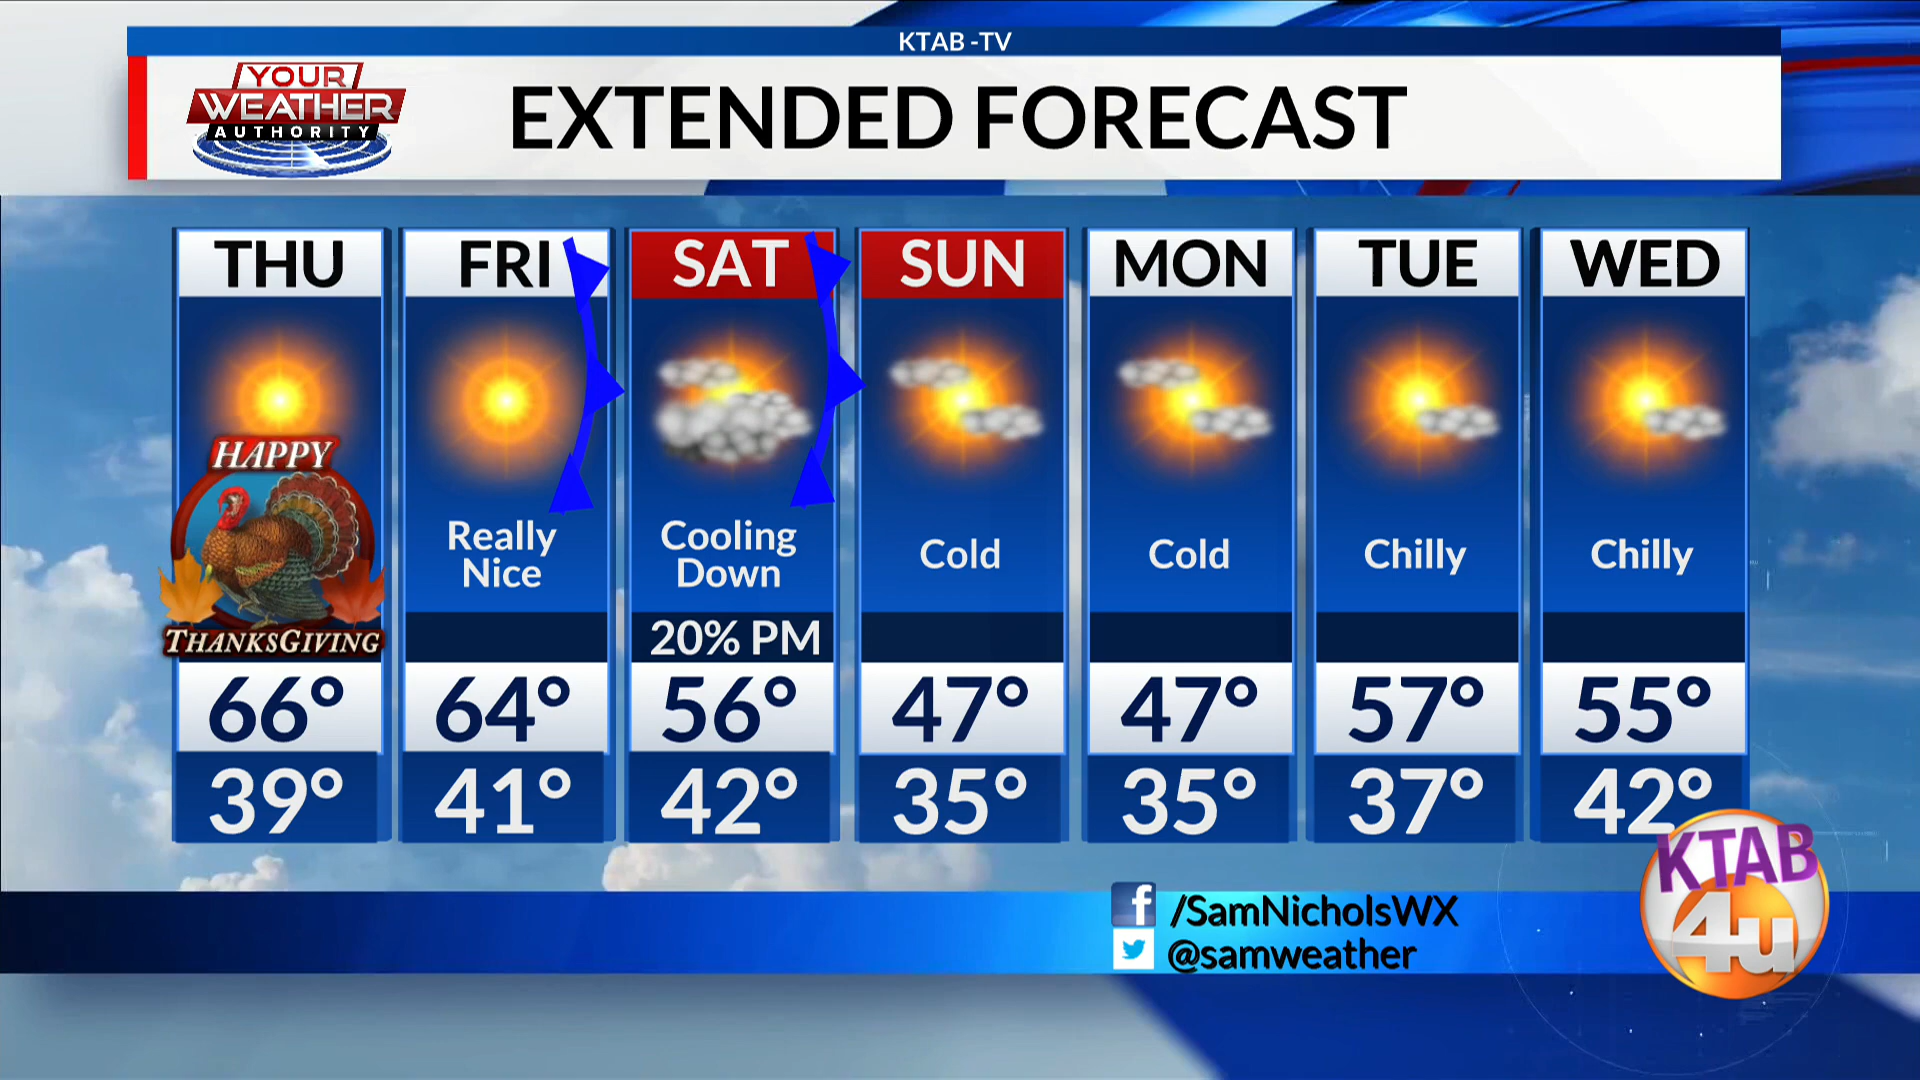 KTAB -TV
YOUR
WEATHER
AUTHORITY
EXTENDED FORECAST
THU
FRI
SAT
SUN
MON
TUE
WED
HAPPY
THANKSGIVING
Really
Nice
Cooling
Down
Cold
Cold
Chilly
Chilly
20% PM
66°
64°
56°
47°
47°
57°
55°
39°
41°
42°
35°
35°
37°
42°
f /SamNicholsWX
@samweather
KTAB
4u